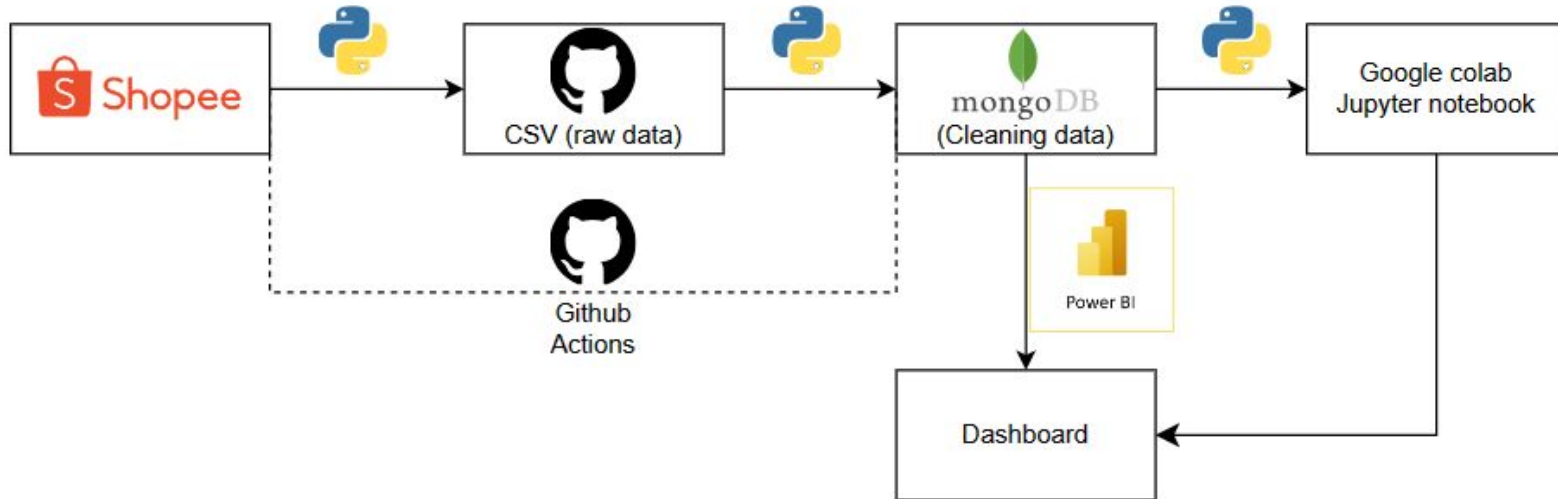 S Shopee
CSV (raw data)
mongoDB
(Cleaning data)
Google colab
Jupyter notebook
Github
Actions
Power BI
Dashboard